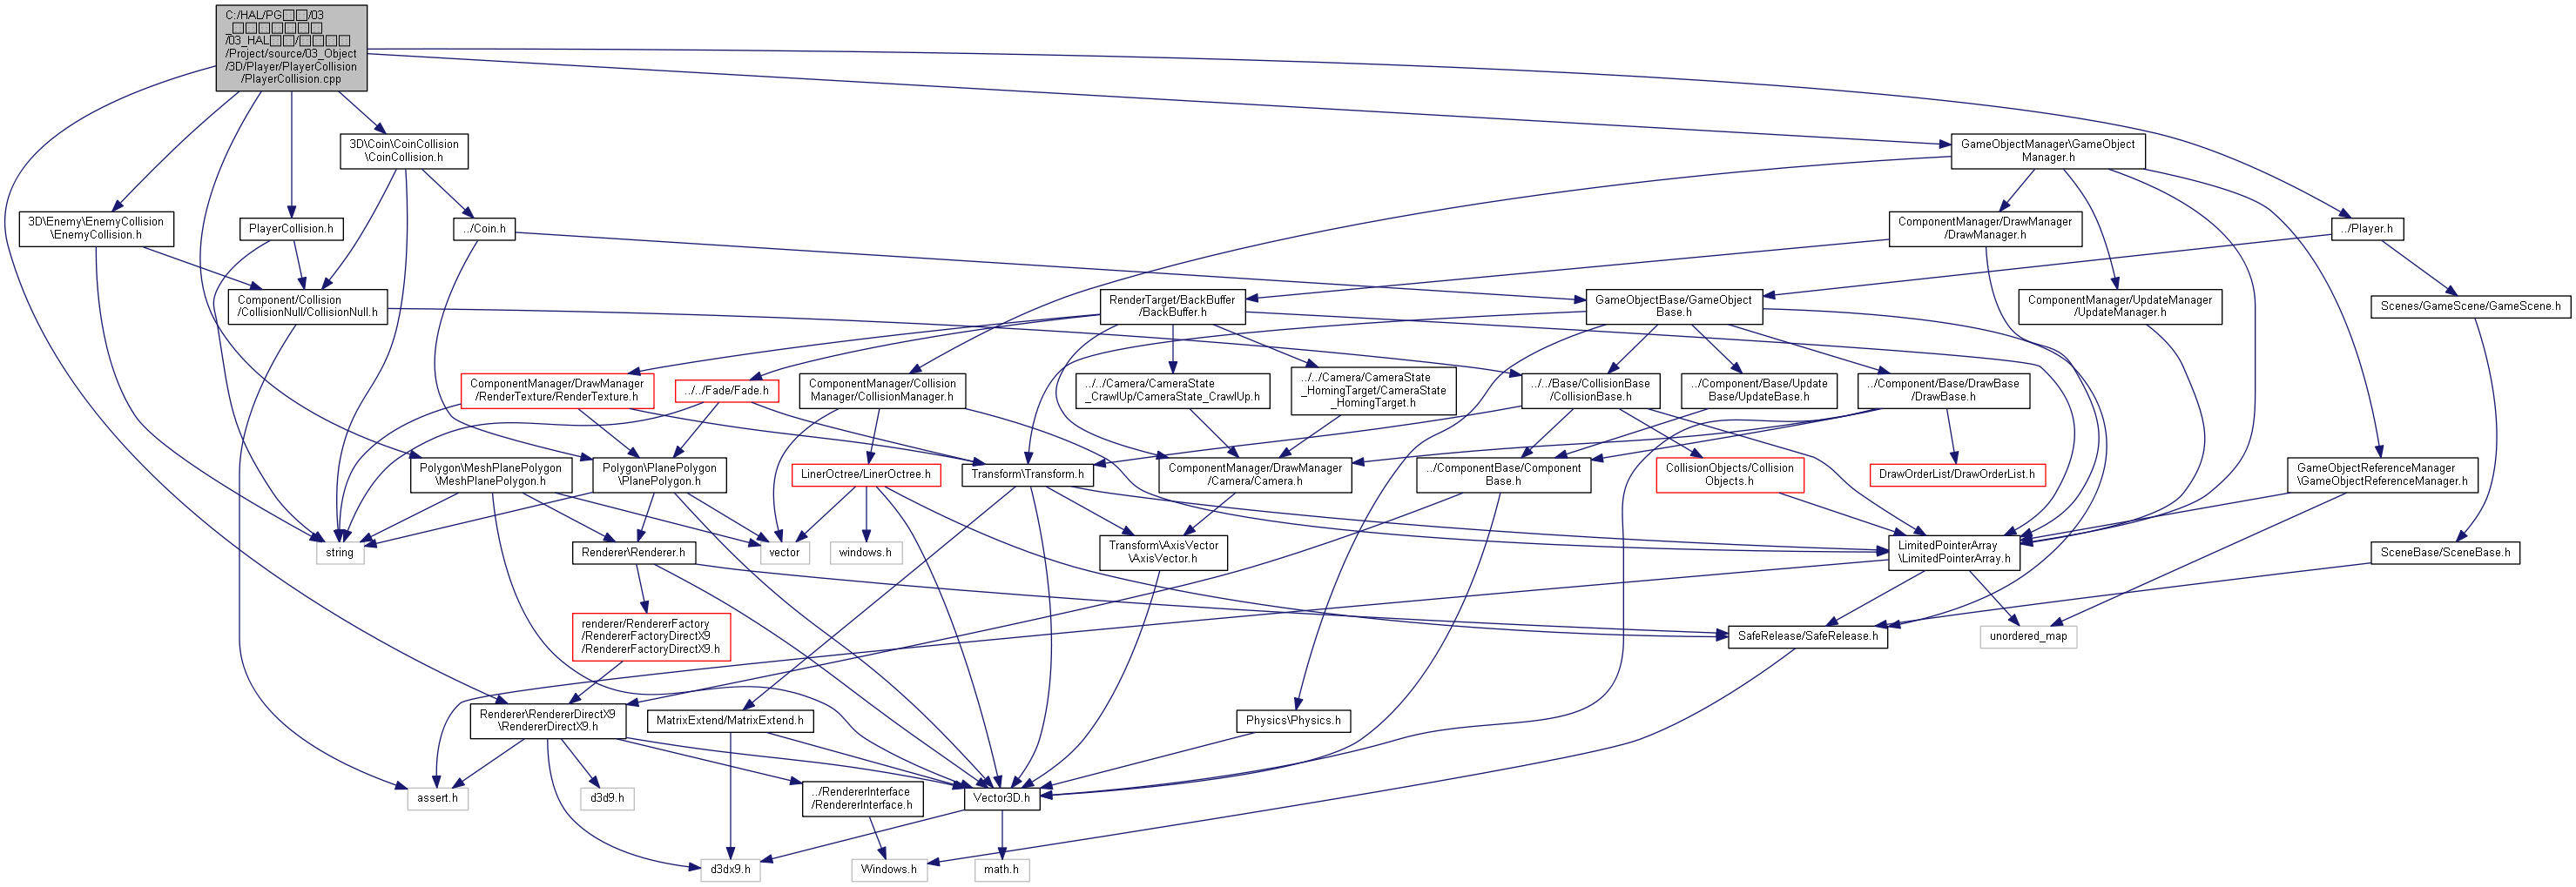 C:/HAL/PG□□/03
_□□□□□□□
/03_HAL□□/□□□□
/Project/source/03_Object
/3D/Player/PlayerCollision
/PlayerCollision.cpp
3D\Coin\CoinCollision
\CoinCollision.h
GameObjectManager\GameObject
Manager.h
3D\Enemy\EnemyCollision
\EnemyCollision.h
PlayerCollision.h
../Coin.h
ComponentManager/DrawManager
/DrawManager.h
../Player.h
Component/Collision
/CollisionNull/CollisionNull.h
RenderTarget/BackBuffer
/BackBuffer.h
GameObjectBase/GameObject
Base.h
ComponentManager/UpdateManager
/UpdateManager.h
Scenes/GameScene/GameScene.h
ComponentManager/DrawManager
/RenderTexture/RenderTexture.h
../../Fade/Fade.h
ComponentManager/Collision
Manager/CollisionManager.h
../../Camera/CameraState
_CrawlUp/CameraState_CrawlUp.h
../../Camera/CameraState
_HomingTarget/CameraState
_HomingTarget.h
../../Base/CollisionBase
/CollisionBase.h
../Component/Base/Update
Base/UpdateBase.h
../Component/Base/DrawBase
/DrawBase.h
Polygon\MeshPlanePolygon
\MeshPlanePolygon.h
Polygon\PlanePolygon
\PlanePolygon.h
LinerOctree/LinerOctree.h
Transform\Transform.h
ComponentManager/DrawManager
/Camera/Camera.h
../ComponentBase/Component
Base.h
CollisionObjects/Collision
Objects.h
DrawOrderList/DrawOrderList.h
GameObjectReferenceManager
\GameObjectReferenceManager.h
string
Renderer\Renderer.h
vector
windows.h
Transform\AxisVector
\AxisVector.h
LimitedPointerArray
\LimitedPointerArray.h
SceneBase/SceneBase.h
renderer/RendererFactory
/RendererFactoryDirectX9
/RendererFactoryDirectX9.h
SafeRelease/SafeRelease.h
unordered_map
Renderer\RendererDirectX9
\RendererDirectX9.h
MatrixExtend/MatrixExtend.h
Physics\Physics.h
assert.h
d3d9.h
../RendererInterface
/RendererInterface.h
Vector3D.h
d3dx9.h
Windows.h
math.h